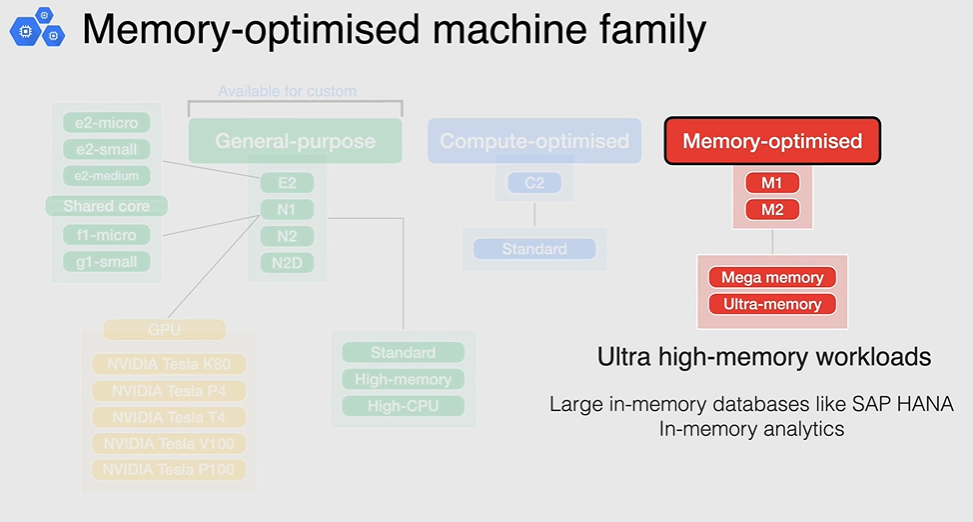 Memory-optimised machine family
Available for custom
e2-micro
e2-small
e2-medium
Shared core
f1-micro
g1-small
General-purpose
E2
N1
N2
N2D
GPU
NVIDIA Tesla K80
NVIDIA Tesla P4
NVIDIA Tesla T4
NVIDIA Tesla V100
NVIDIA Tesla P100
Standard
High-memory
High-CPU
Compute-optimised
C2
Standard
Memory-optimised
M1
M2
Mega memory
Ultra-memory
Ultra high-memory workloads
Large in-memory databases like SAP HANA
In-memory analytics